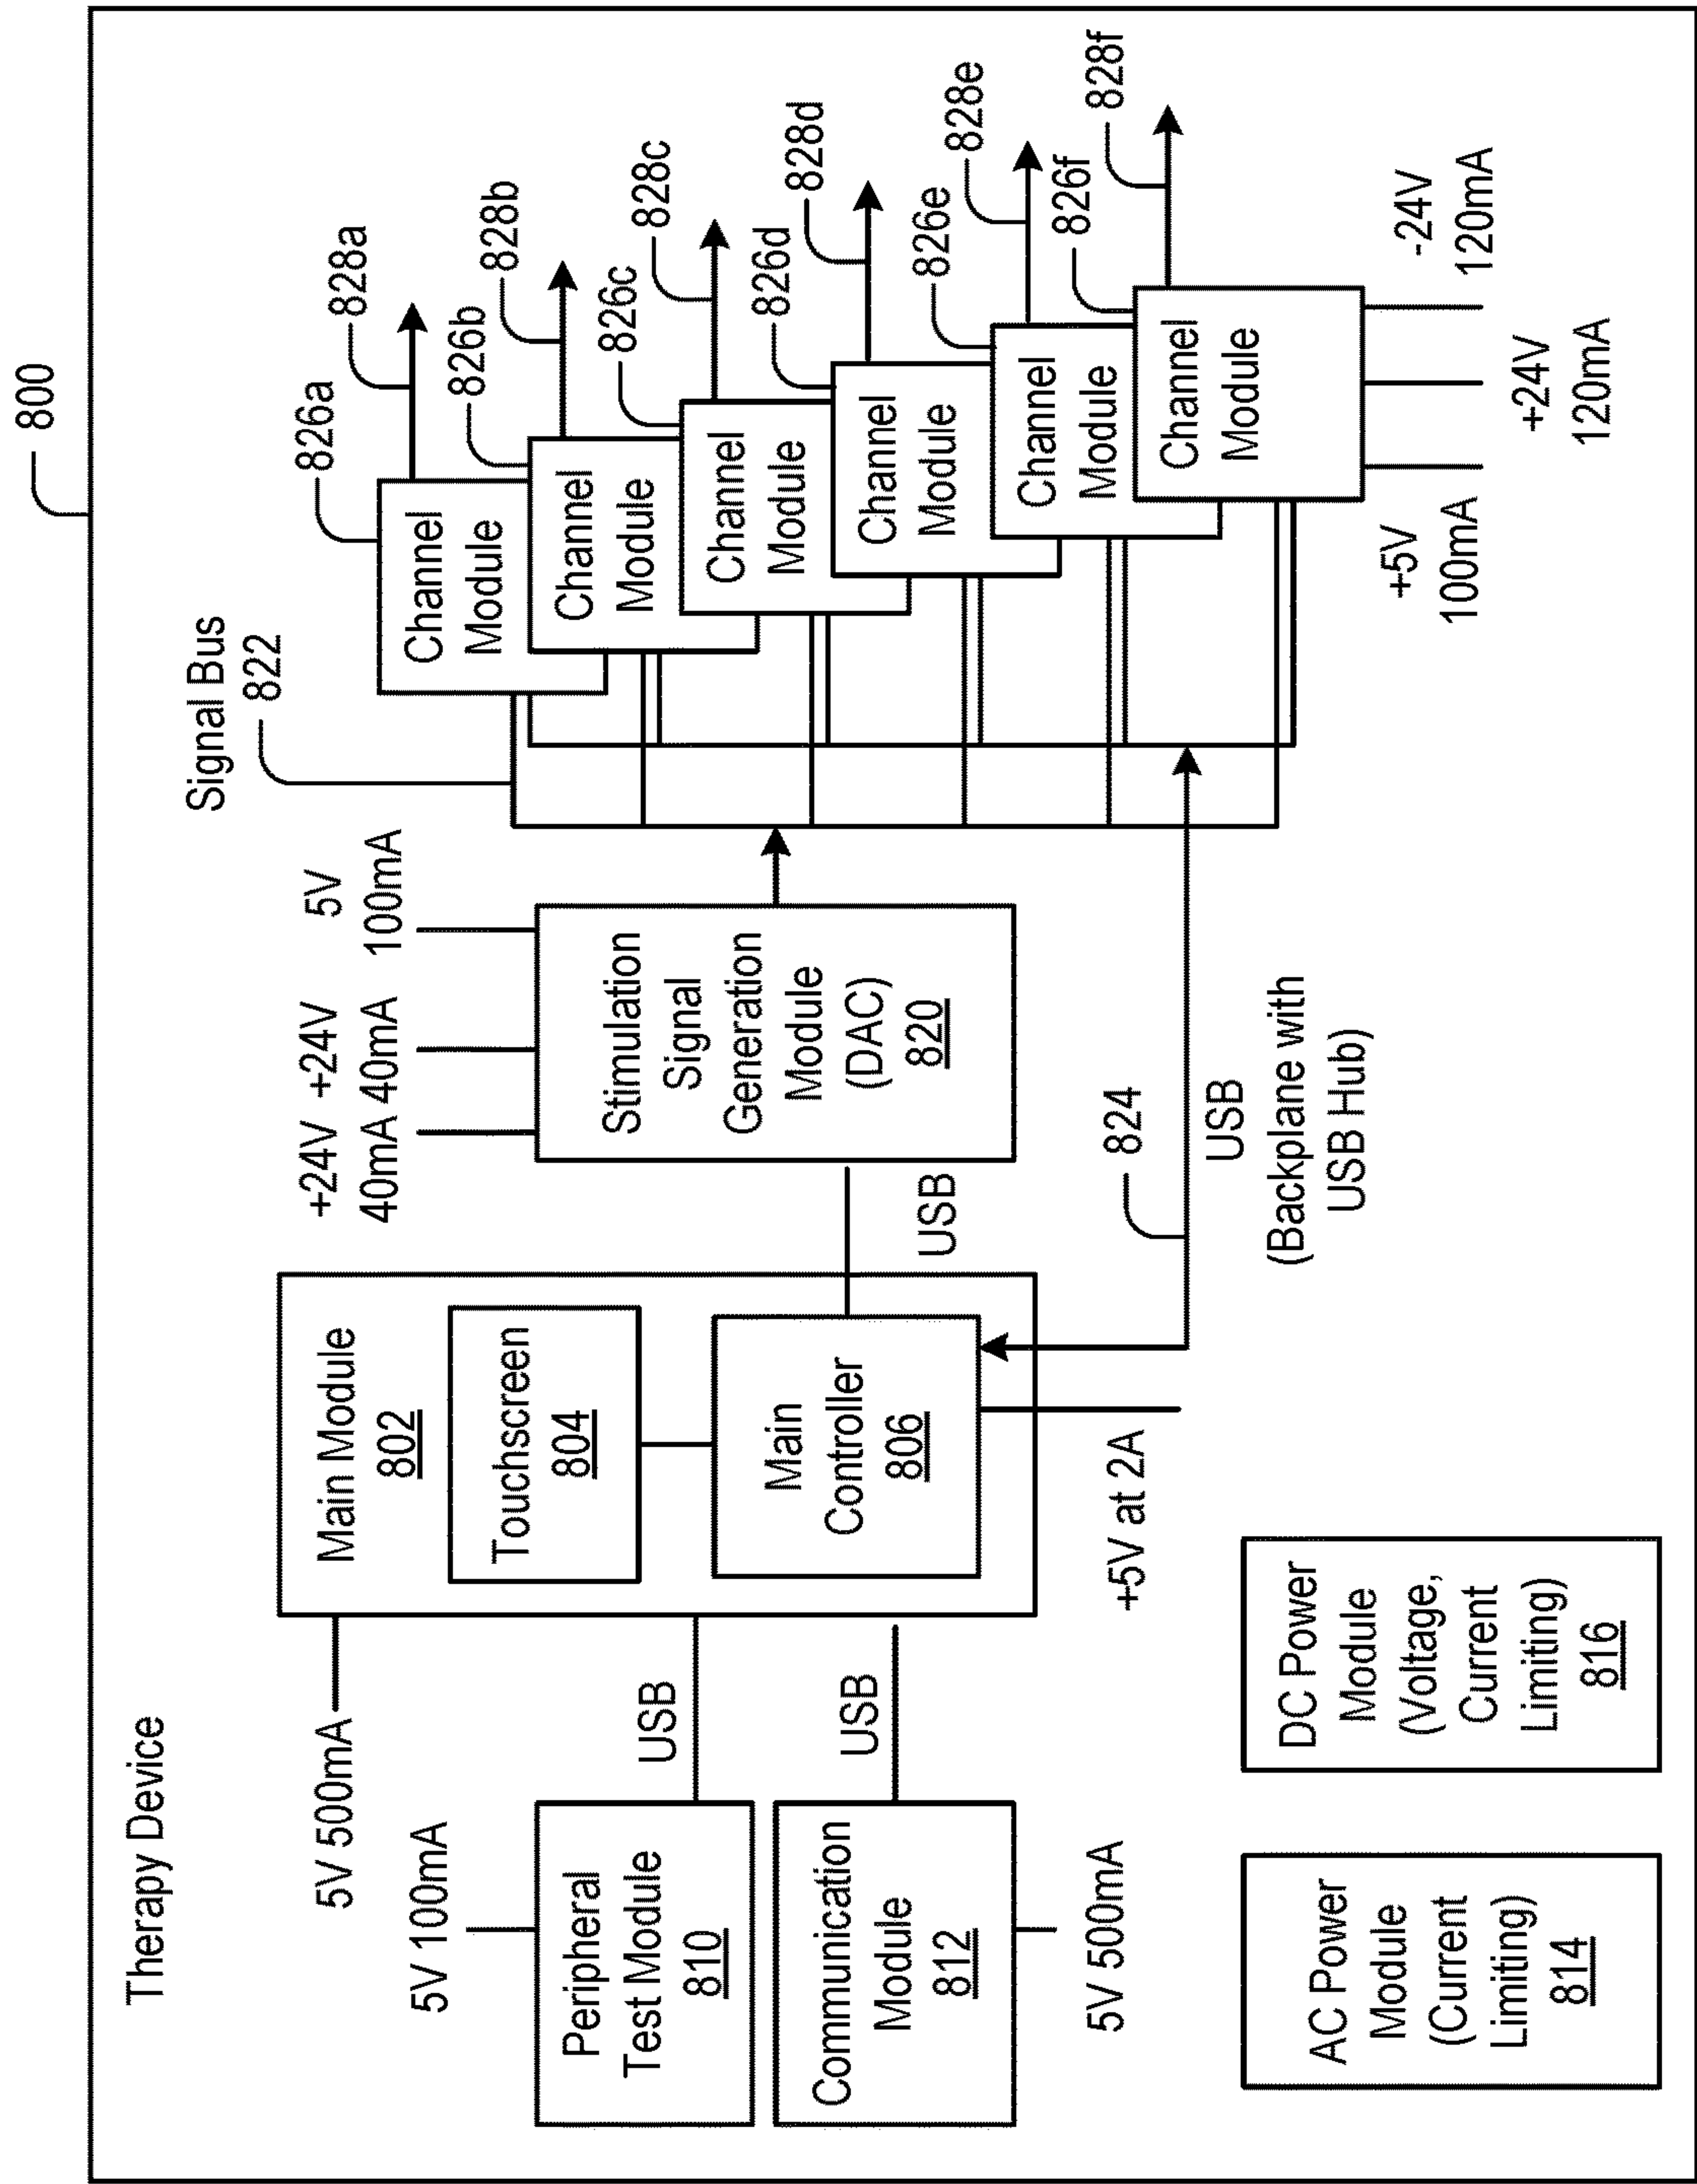 800
Therapy Device
5V 500mA
5V 100mA
Peripheral
Test Module
810
USB
Communication
Module
812
USB
5V 500mA
AC Power
Module
(Current
Limiting)
814
DC Power
Module
(Voltage,
Current
Limiting)
816
Main Module
802
Touchscreen
804
Main
Controller
806
+5V at 2A
USB
+24V +24V
40mA 40mA
5V
100mA
Stimulation
Signal
Generation
Module
(DAC)
820
824
USB
(Backplane with
USB Hub)
Signal Bus
822
826a
828a
Channel
Module
826b
828b
Channel
Module
826c
828c
Channel
Module
826d
828d
Channel
Module
826e
828e
Channel
Module
826f
828f
Channel
Module
+5V
100mA
+24V
120mA
-24V
120mA